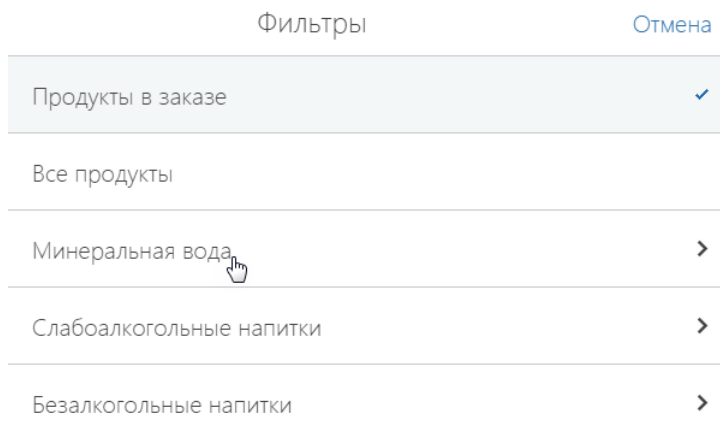 Фильтры Отмена
Продукты в заказе
Все продукты
Минеральная вода
Слабоалкогольные напитки
Безалкогольные напитки